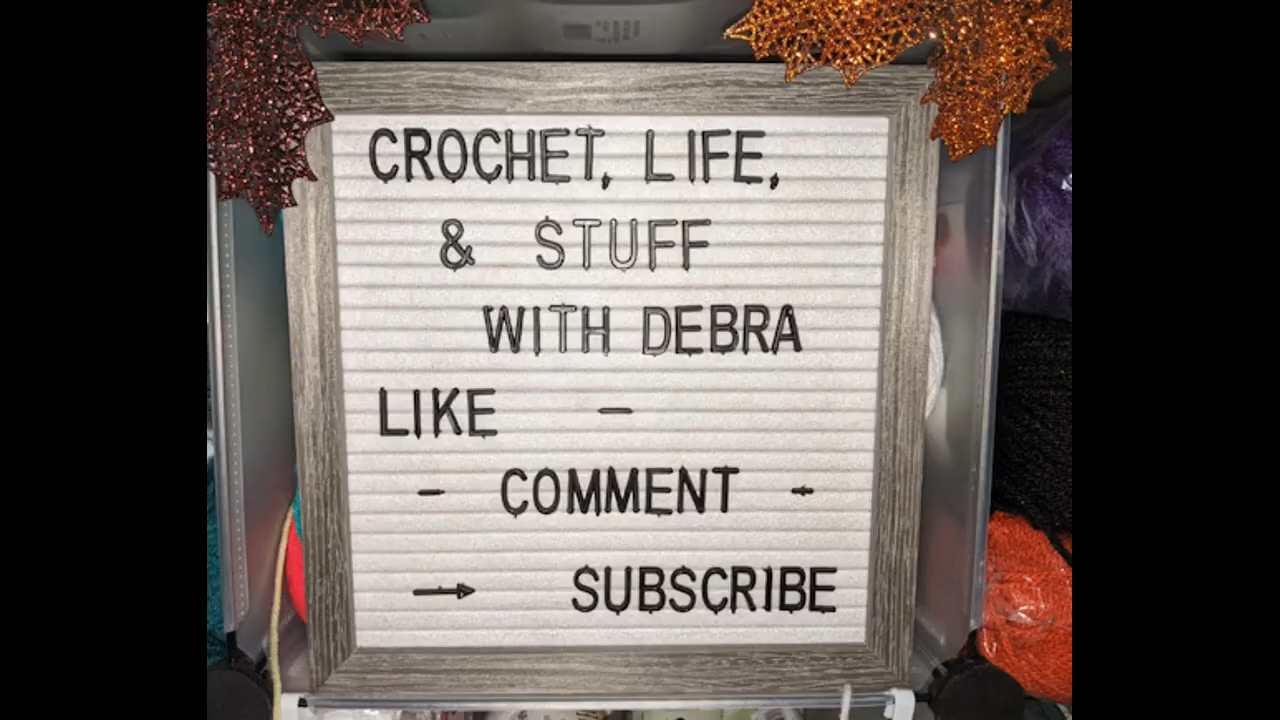 CROCHET, LIFE,
& STUFF
WITH DEBRA
LIKE -
- COMMENT -
→ SUBSCRIBE